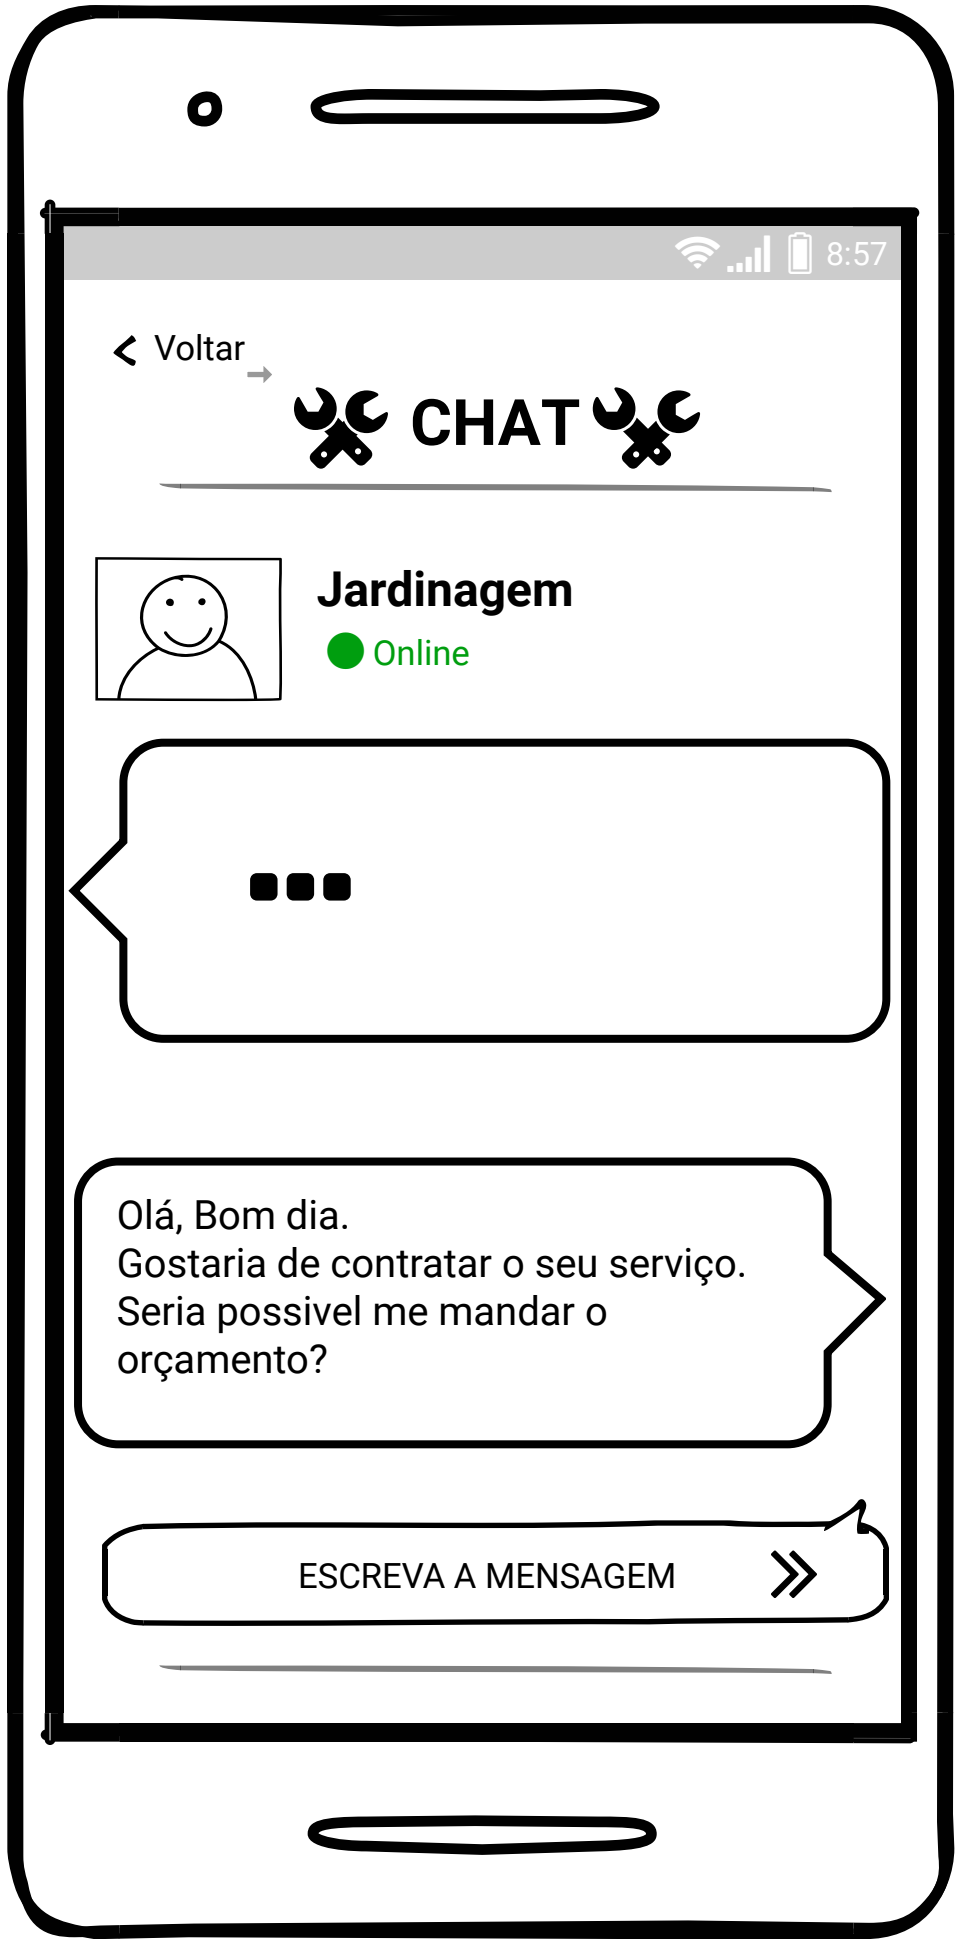 8:57
Voltar
CHAT
Jardinagem
Online
Olá, Bom dia.
Gostaria de contratar o seu serviço.
Seria possivel me mandar o
orçamento?
ESCREVA A MENSAGEM